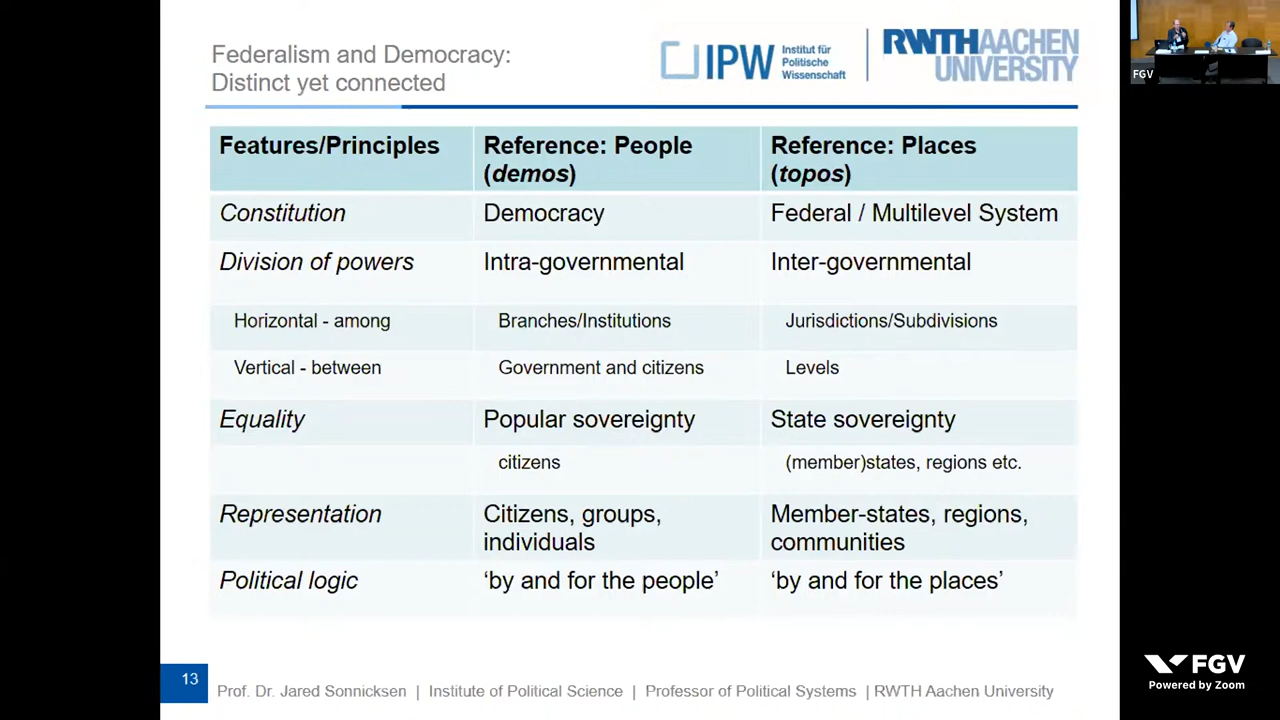 Federalism and Democracy:
Distinct yet connected
IPW
Institut für
Politische
Wissenschaft
RWTHAACHEN
UNIVERSITY
FGV
Features/Principles
Reference: People
(demos)
Reference: Places
(topos)
Constitution
Democracy
Federal / Multilevel System
Division of powers
Intra-governmental
Inter-governmental
Horizontal - among
Branches/Institutions
Jurisdictions/Subdivisions
Vertical - between
Government and citizens
Levels
Equality
Popular sovereignty
State sovereignty
citizens
(member)states, regions etc.
Representation
Citizens, groups,
individuals
Member-states, regions,
communities
Political logic
‘by and for the people’
‘by and for the places’
13
Prof. Dr. Jared Sonnicksen | Institute of Political Science | Professor of Political Systems | RWTH Aachen University
FGV
Powered by Zoom